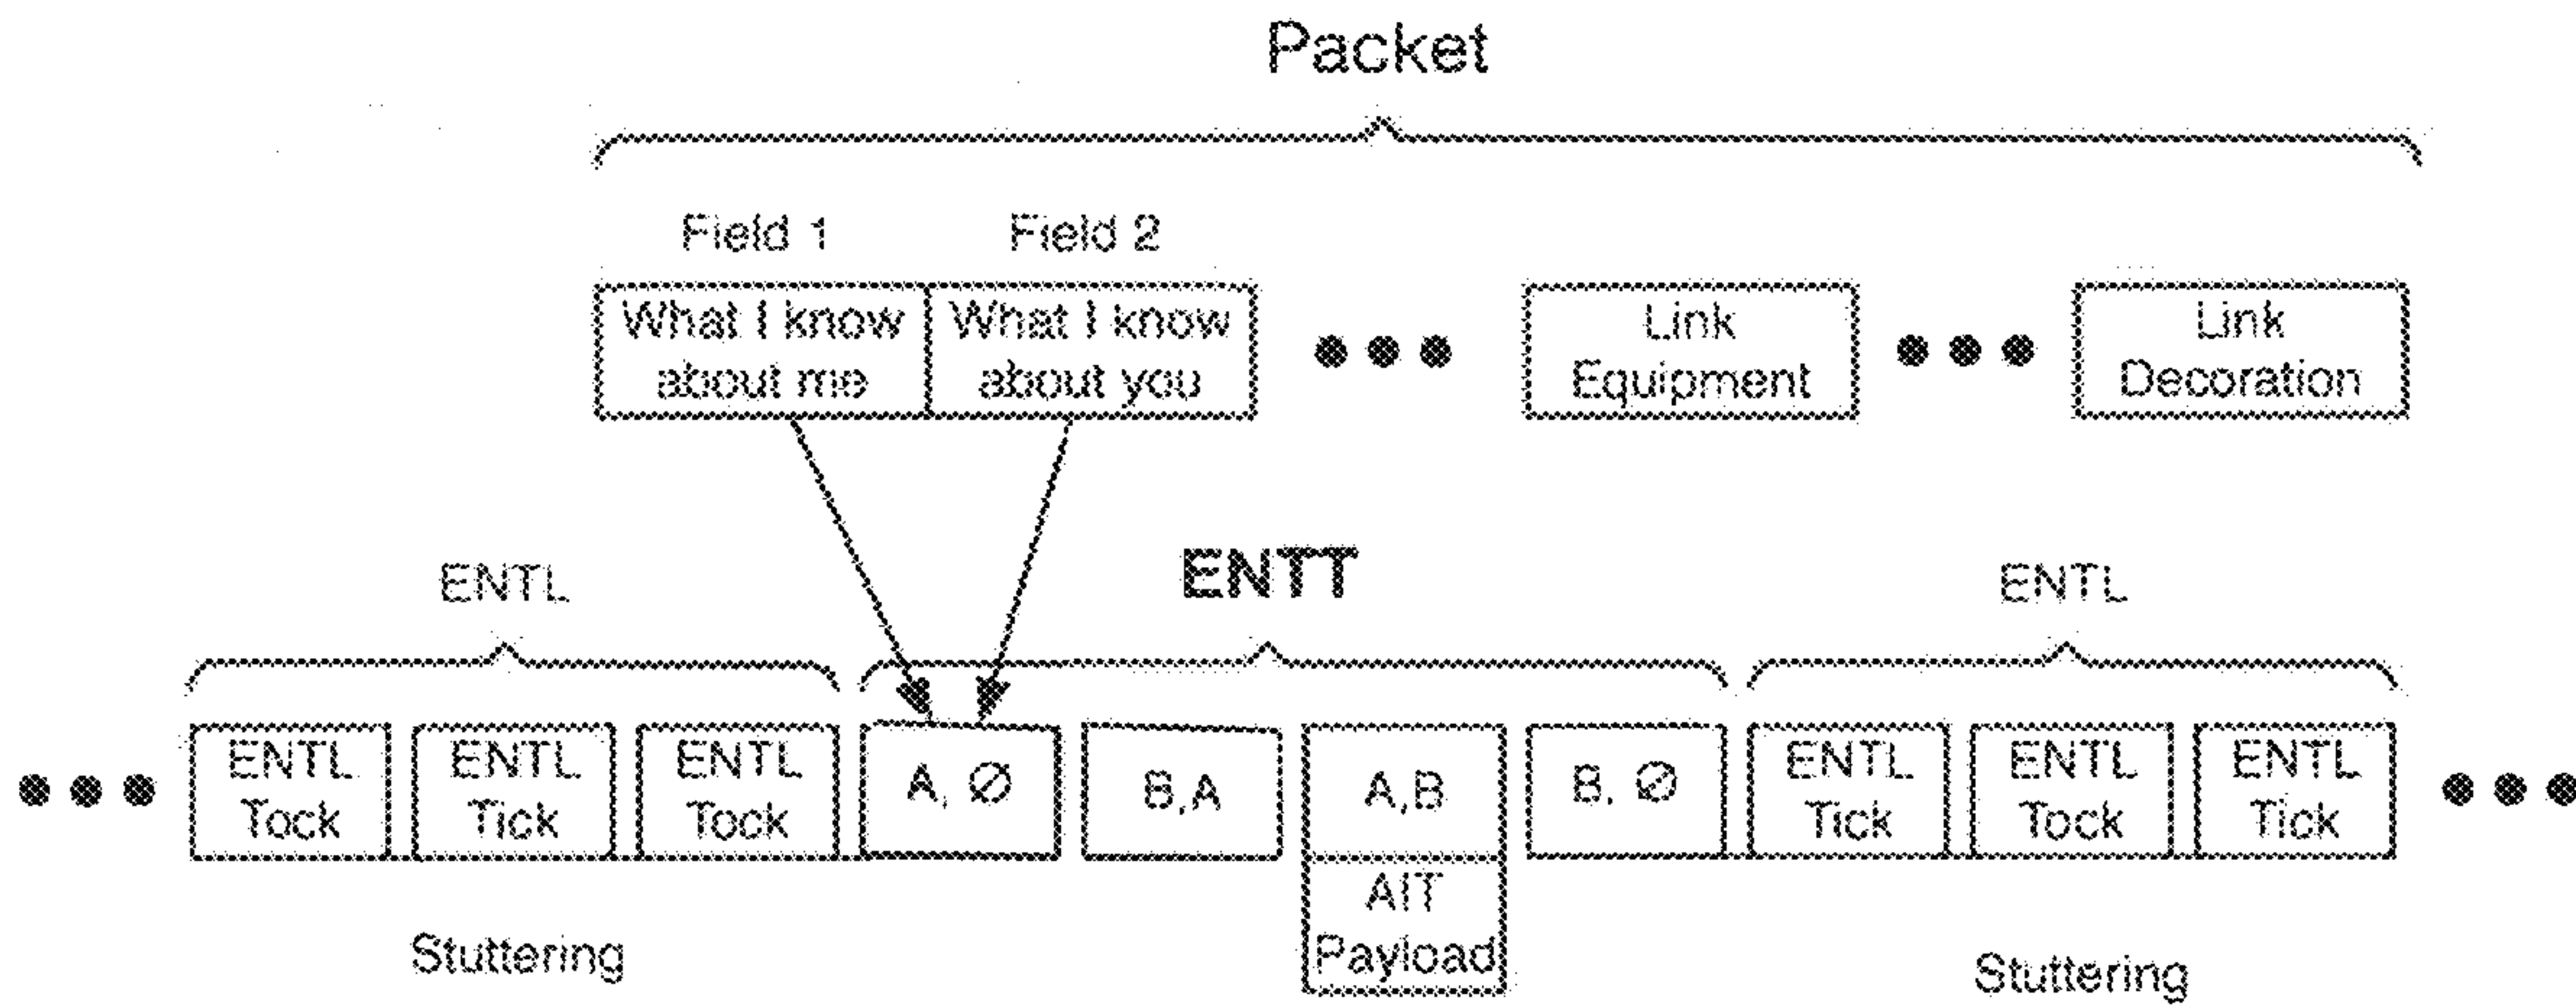 Packet
Field 1 Field 2
What I know What I know Link Link
about me about you Equipment Decoration
ENTL ENTT ENTL
ENTL ENTL ENTL A, ∅ B,A A,B B, ∅ ENTL ENTL ENTL
Tock Tick Tock Tick Tock Tick
AIT
Payload
Stuttering Stuttering